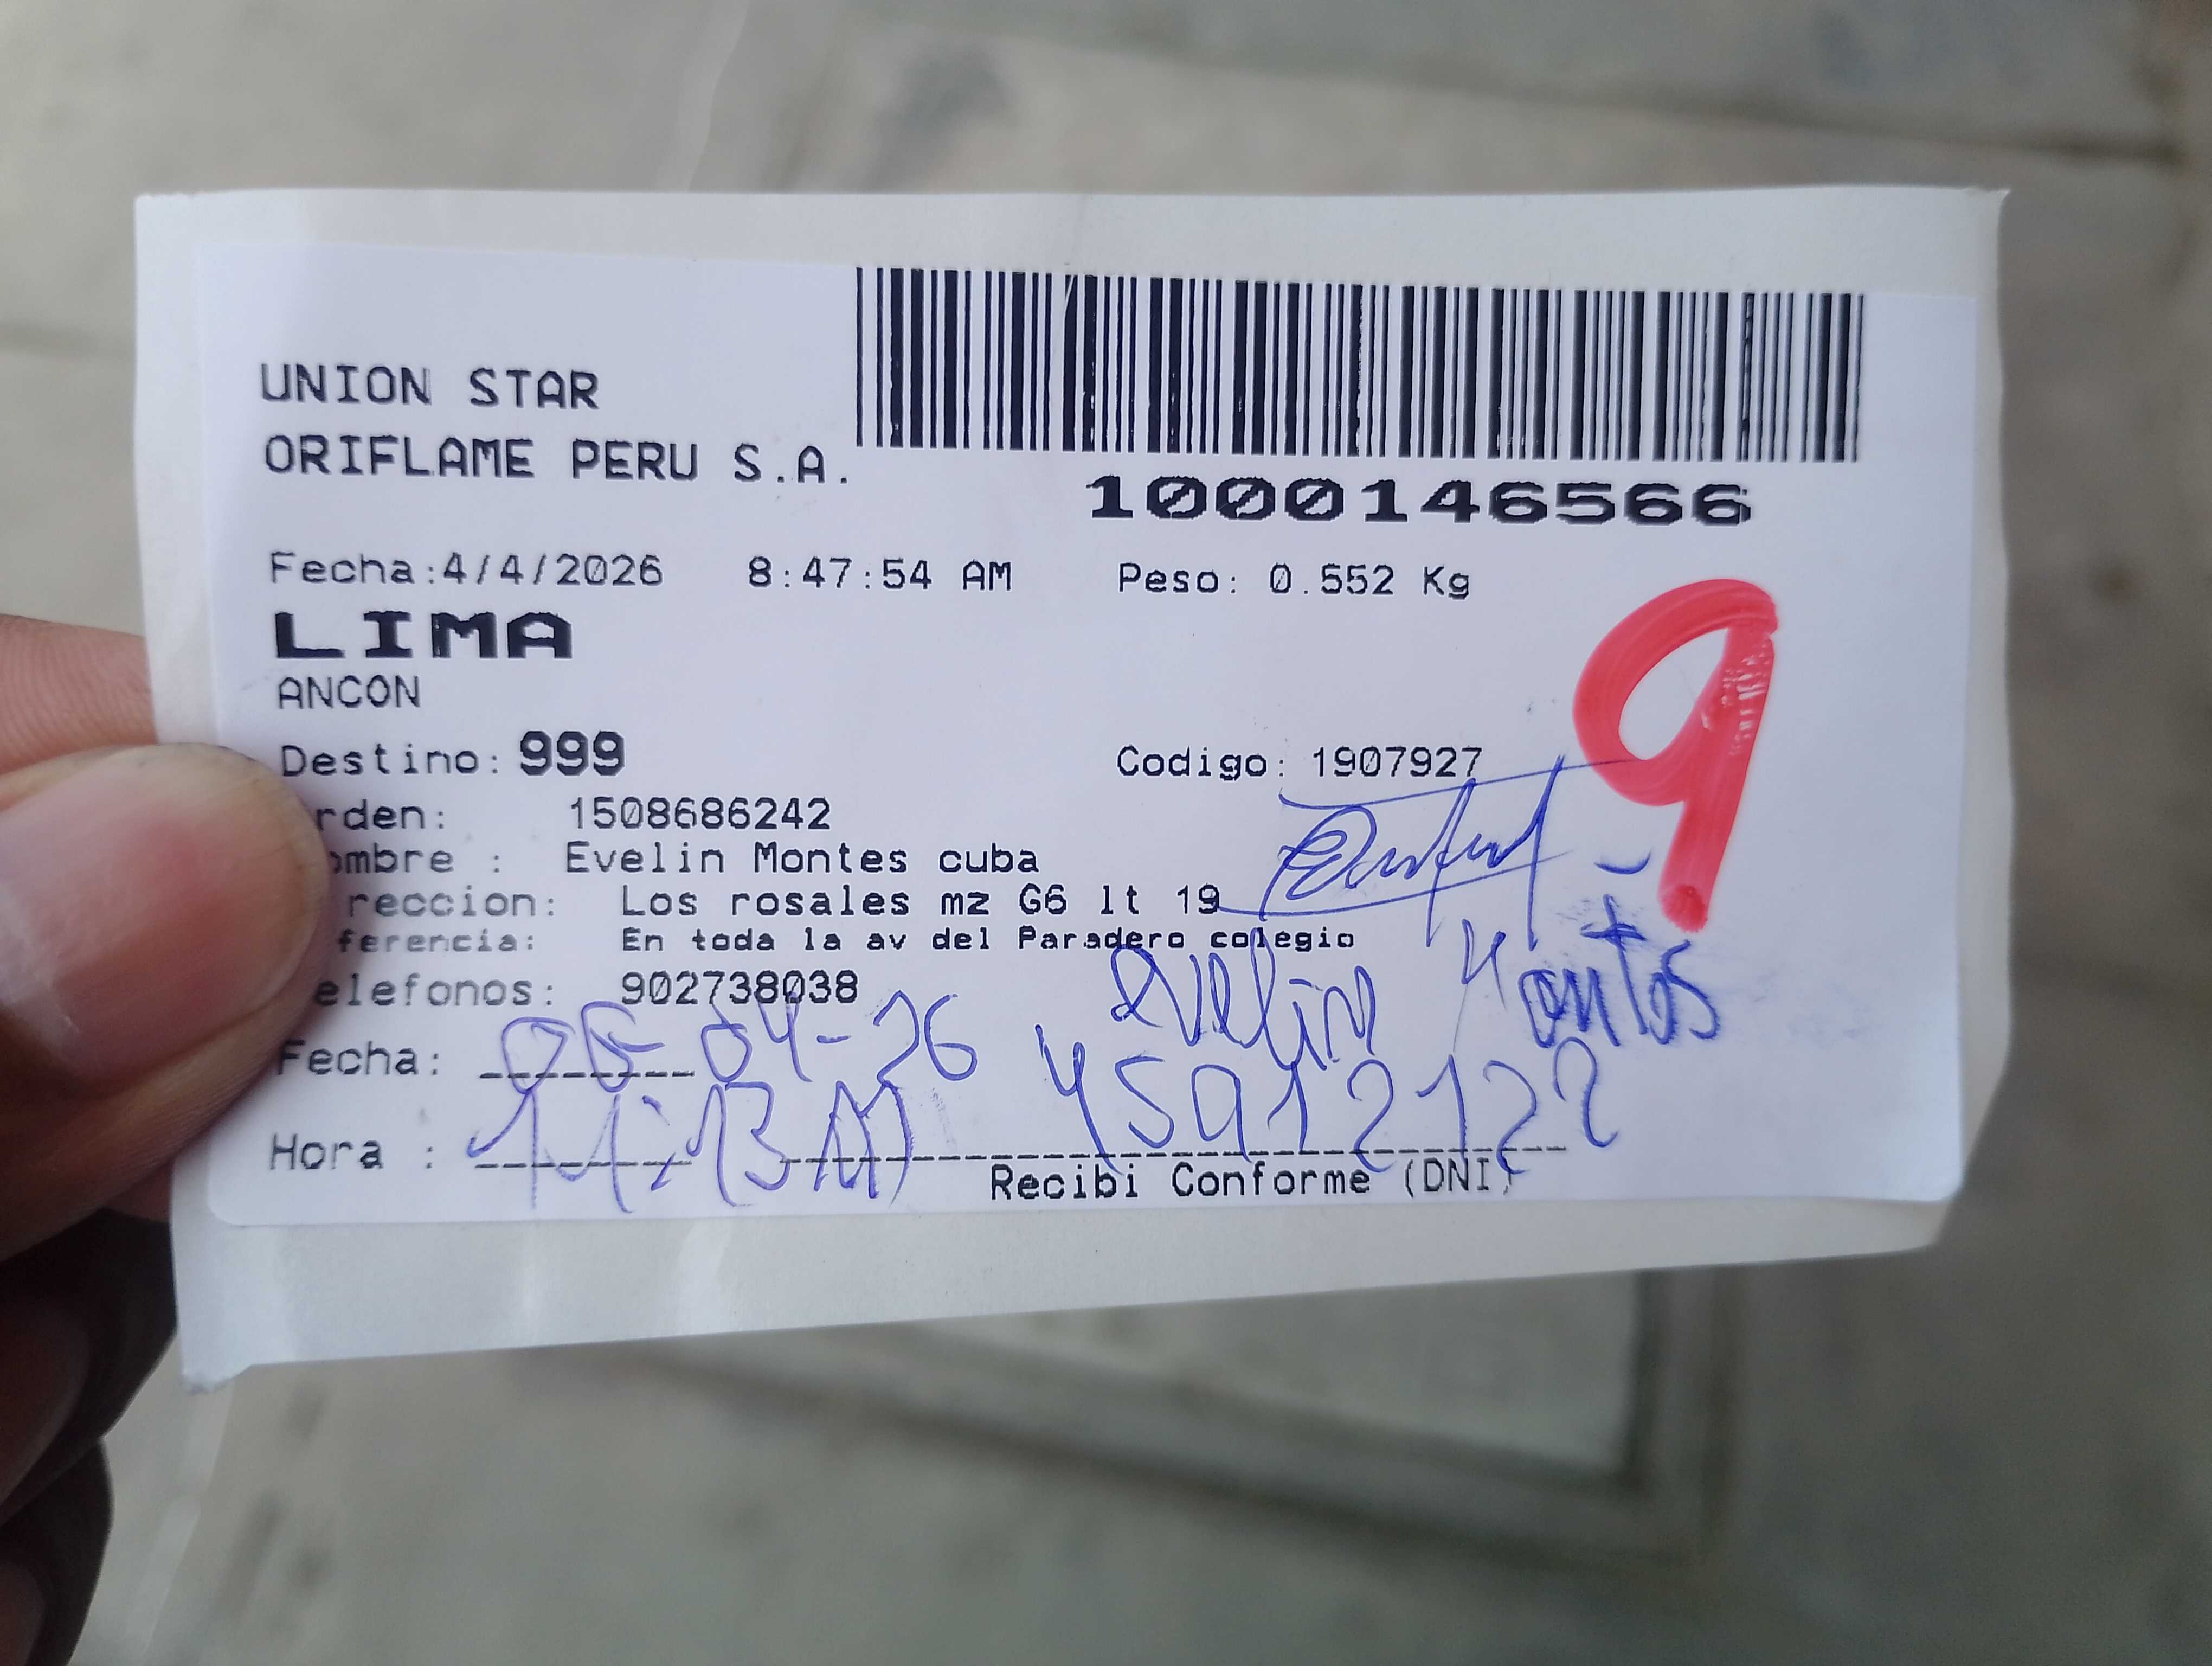 UNION STAR
ORIFLAME PERU S.A.
1000146566
Fecha:4/4/2026 8:47:54 AM Peso: 0.552 Kg
9
LIMA
ANCON
Destino: 999 Codigo: 1907927
rden: 1508686242
ombre : Evelin Montes cuba
reccion: Los rosales mz G6 lt 19
ferencia: En toda la av del Paradero colegio
elefonos: 902738038
Evelin Montes
Fecha: 06-04-26
45912122
Hora : 11:13
Recibi Conforme (DNI)